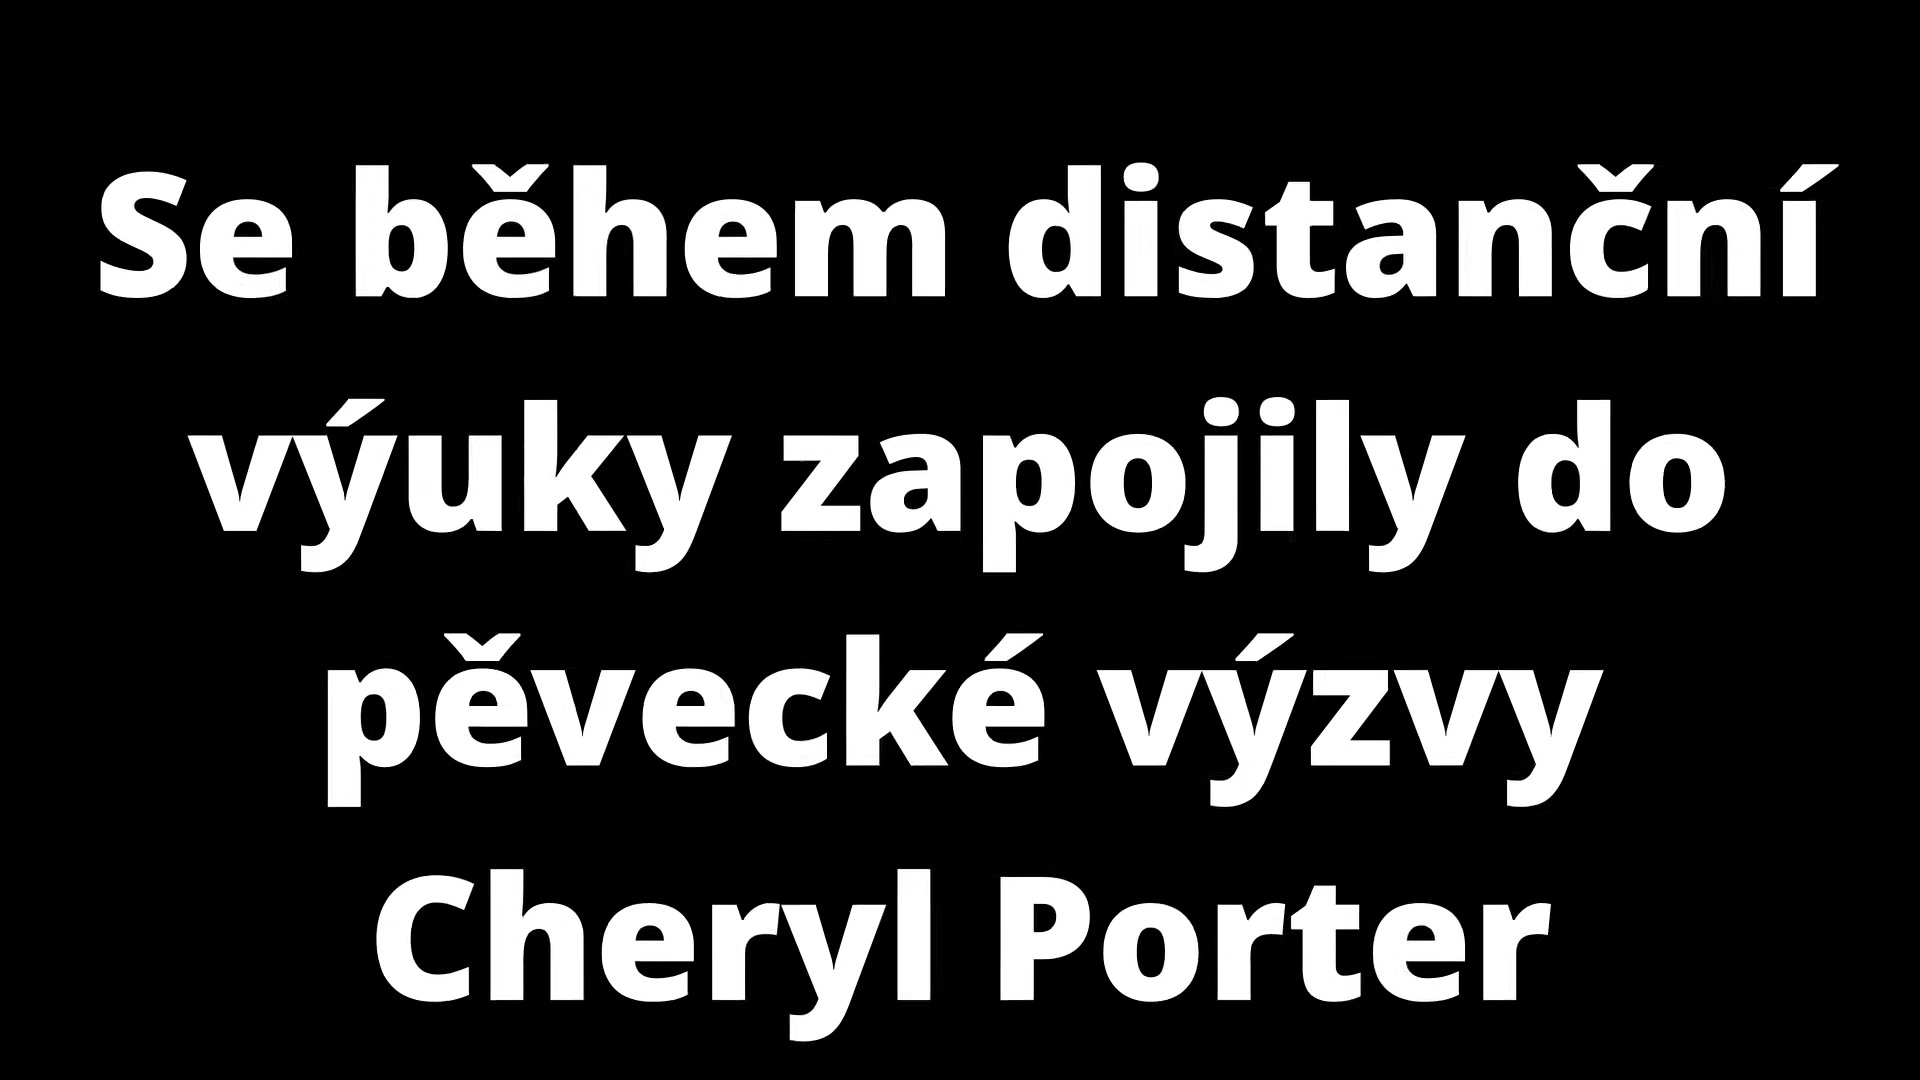 Se během distanční
výuky zapojily do
pěvecké výzvy
Cheryl Porter